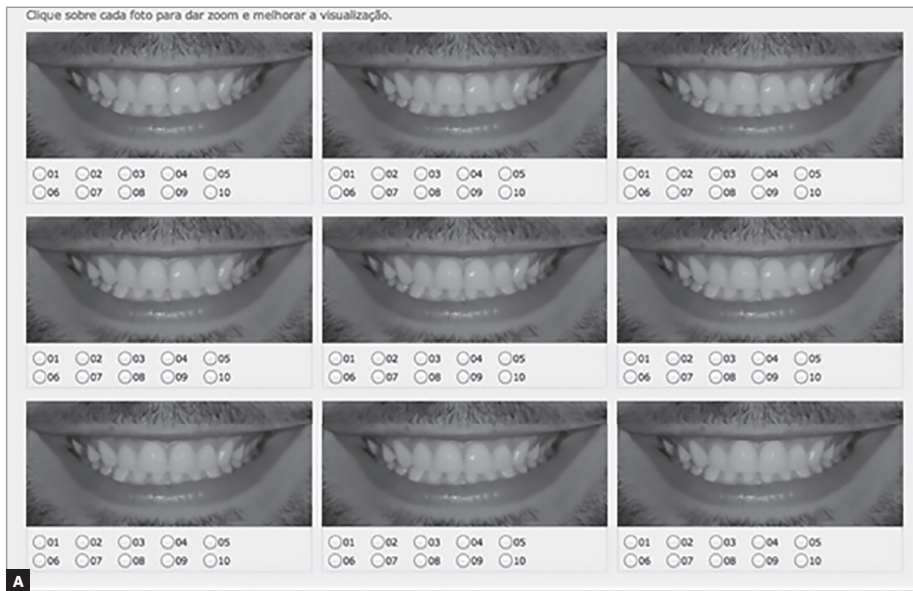 Clique sobre cada foto para dar zoom e melhorar a visualização.
01 02 03 04 05 01 02 03 04 05 01 02 03 04 05
06 07 08 09 10 06 07 08 09 10 06 07 08 09 10
01 02 03 04 05 01 02 03 04 05 01 02 03 04 05
06 07 08 09 10 06 07 08 09 10 06 07 08 09 10
01 02 03 04 05 01 02 03 04 05 01 02 03 04 05
06 07 08 09 10 06 07 08 09 10 06 07 08 09 10
A